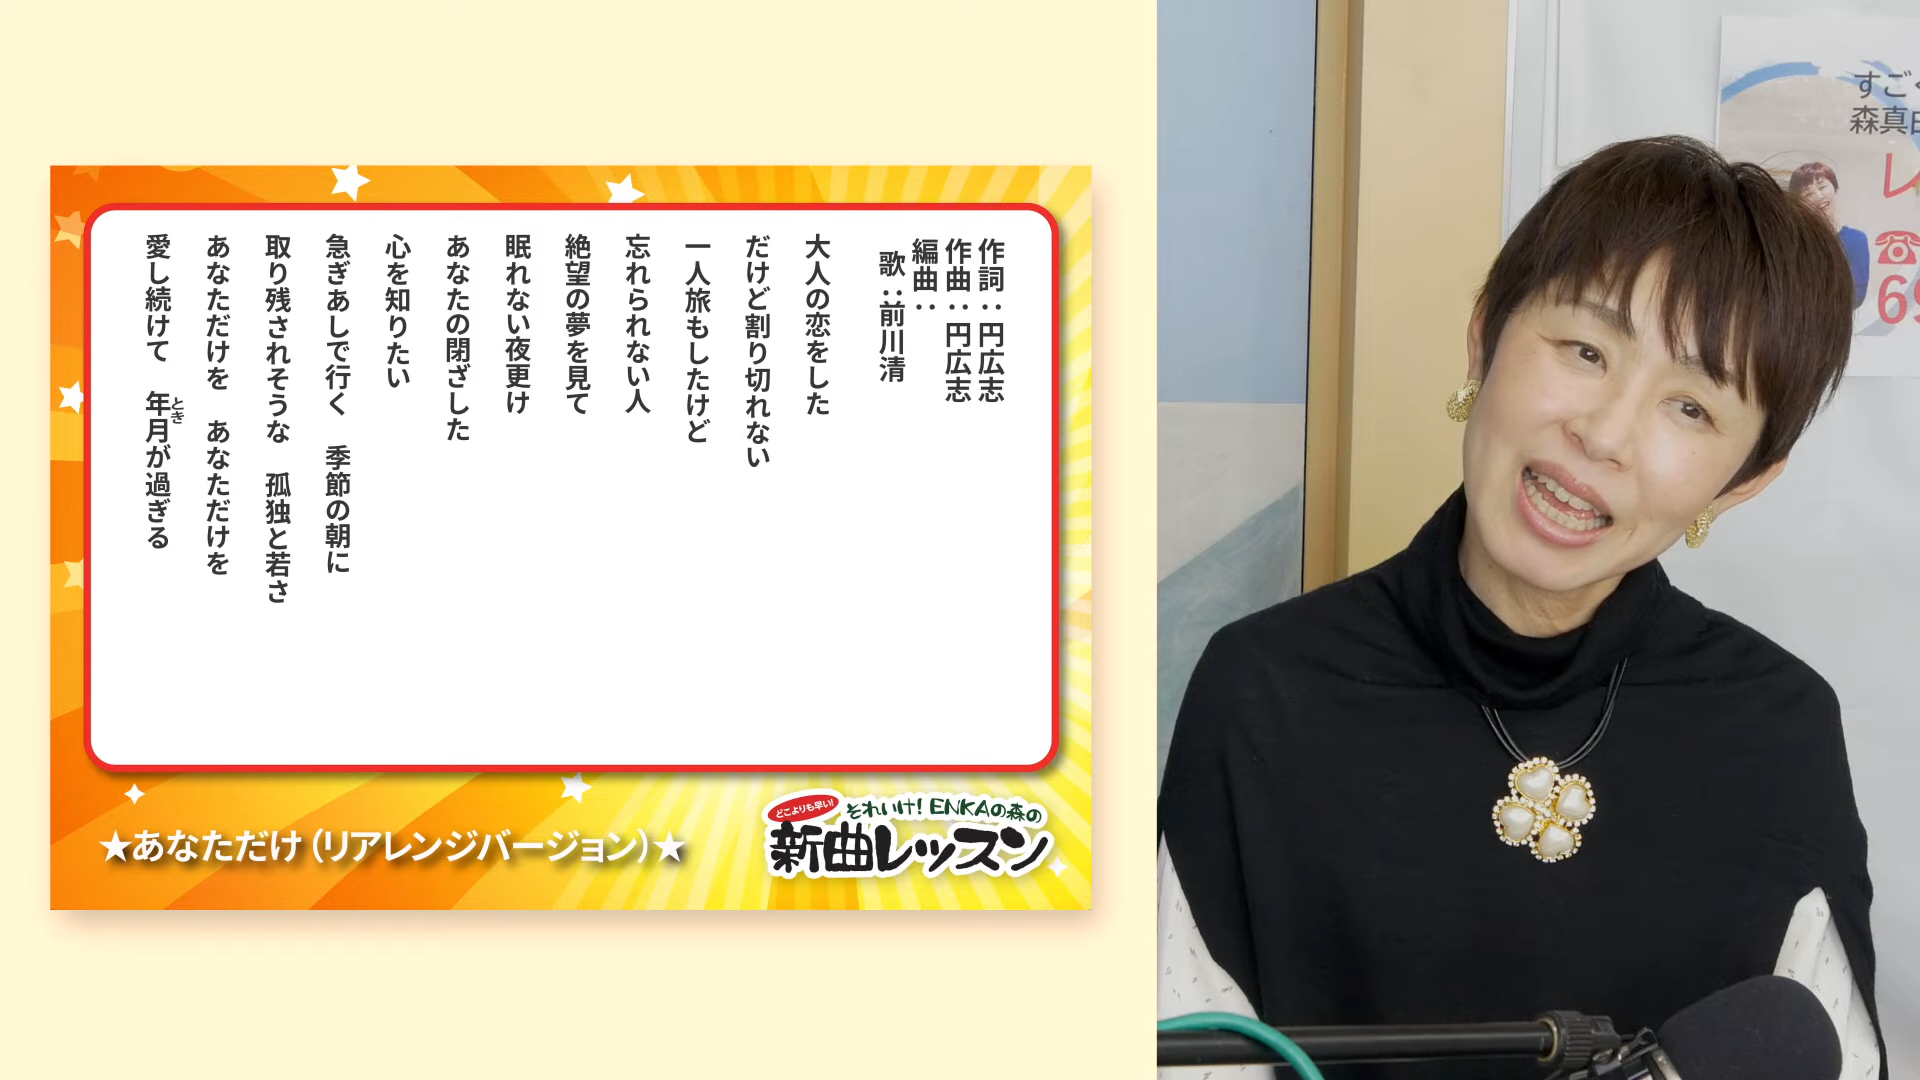 作詞：円広志
作曲：円広志
編曲：
歌：前川清
大人の恋をした
だけど割り切れない
一人旅もしたけど
忘れられない人
絶望の夢を見て
眠れない夜更け
あなたの閉ざした
心を知りたい
急ぎあしで行く　季節の朝に
取り残されそうな　孤独と若さ
あなただけを　あなただけを
愛し続けて　年月が過ぎる
とき
★あなただけ（リアレンジバージョン）★
どこよりも早い！
それいけ！ENKAの森の
新曲レッスン
すごく
森真
レ
69